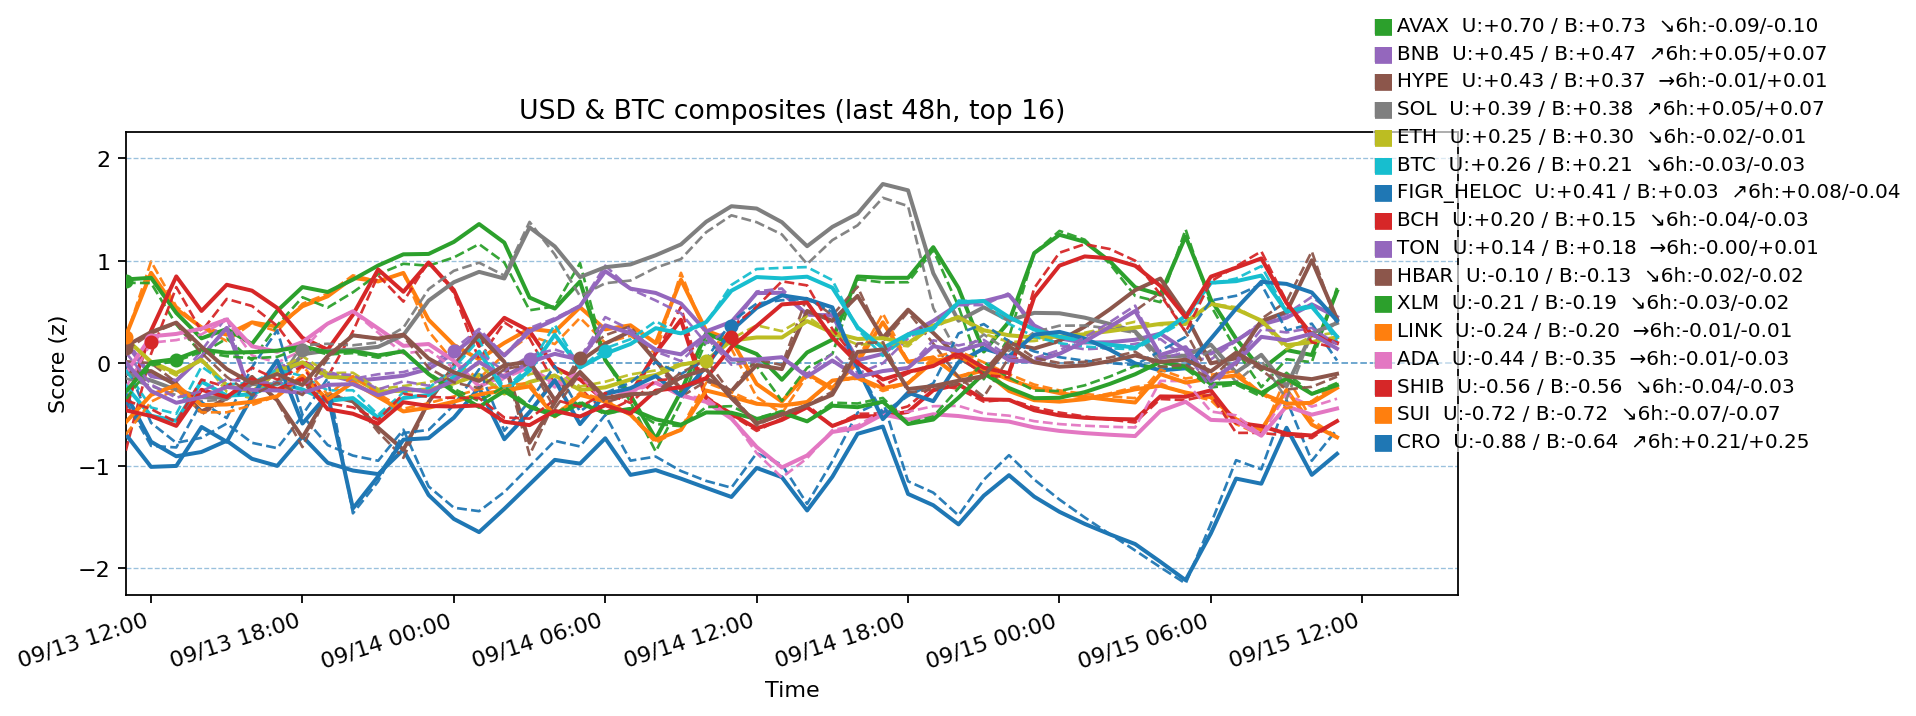 USD & BTC composites (last 48h, top 16)
AVAX U:+0.70 / B:+0.73 ↘6h:-0.09/-0.10
BNB U:+0.45 / B:+0.47 ↗6h:+0.05/+0.07
HYPE U:+0.43 / B:+0.37 →6h:-0.01/+0.01
SOL U:+0.39 / B:+0.38 ↗6h:+0.05/+0.07
ETH U:+0.25 / B:+0.30 ↘6h:-0.02/-0.01
BTC U:+0.26 / B:+0.21 ↘6h:-0.03/-0.03
FIGR_HELOC U:+0.41 / B:+0.03 ↗6h:+0.08/-0.04
BCH U:+0.20 / B:+0.15 ↘6h:-0.04/-0.03
TON U:+0.14 / B:+0.18 →6h:-0.00/+0.01
HBAR U:-0.10 / B:-0.13 ↘6h:-0.02/-0.02
XLM U:-0.21 / B:-0.19 ↘6h:-0.03/-0.02
LINK U:-0.24 / B:-0.20 →6h:-0.01/-0.01
ADA U:-0.44 / B:-0.35 →6h:-0.01/-0.03
SHIB U:-0.56 / B:-0.56 ↘6h:-0.04/-0.03
SUI U:-0.72 / B:-0.72 ↘6h:-0.07/-0.07
CRO U:-0.88 / B:-0.64 ↗6h:+0.21/+0.25
Score (z)
2
1
0
−1
−2
09/13 12:00
09/13 18:00
09/14 00:00
09/14 06:00
09/14 12:00
09/14 18:00
09/15 00:00
09/15 06:00
09/15 12:00
Time